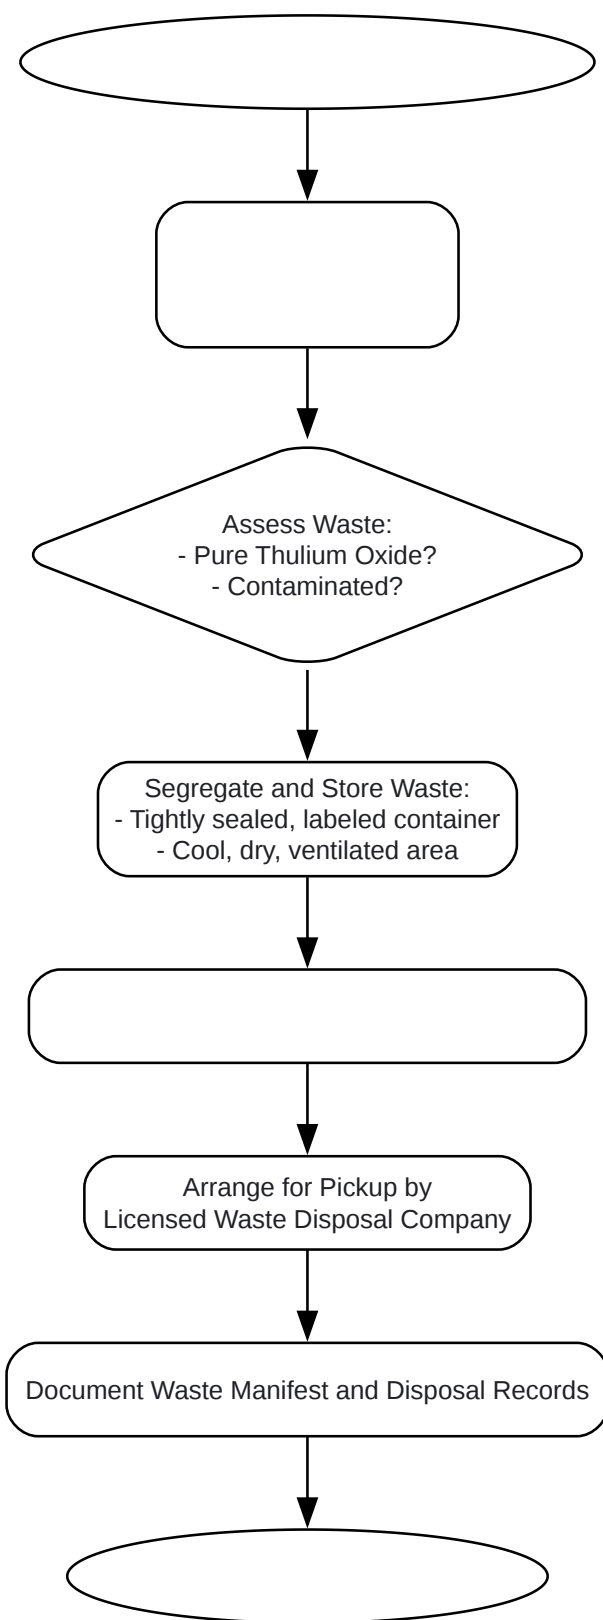 Assess Waste:
- Pure Thulium Oxide?
- Contaminated?
Segregate and Store Waste:
- Tightly sealed, labeled container
- Cool, dry, ventilated area
Arrange for Pickup by
Licensed Waste Disposal Company
Document Waste Manifest and Disposal Records